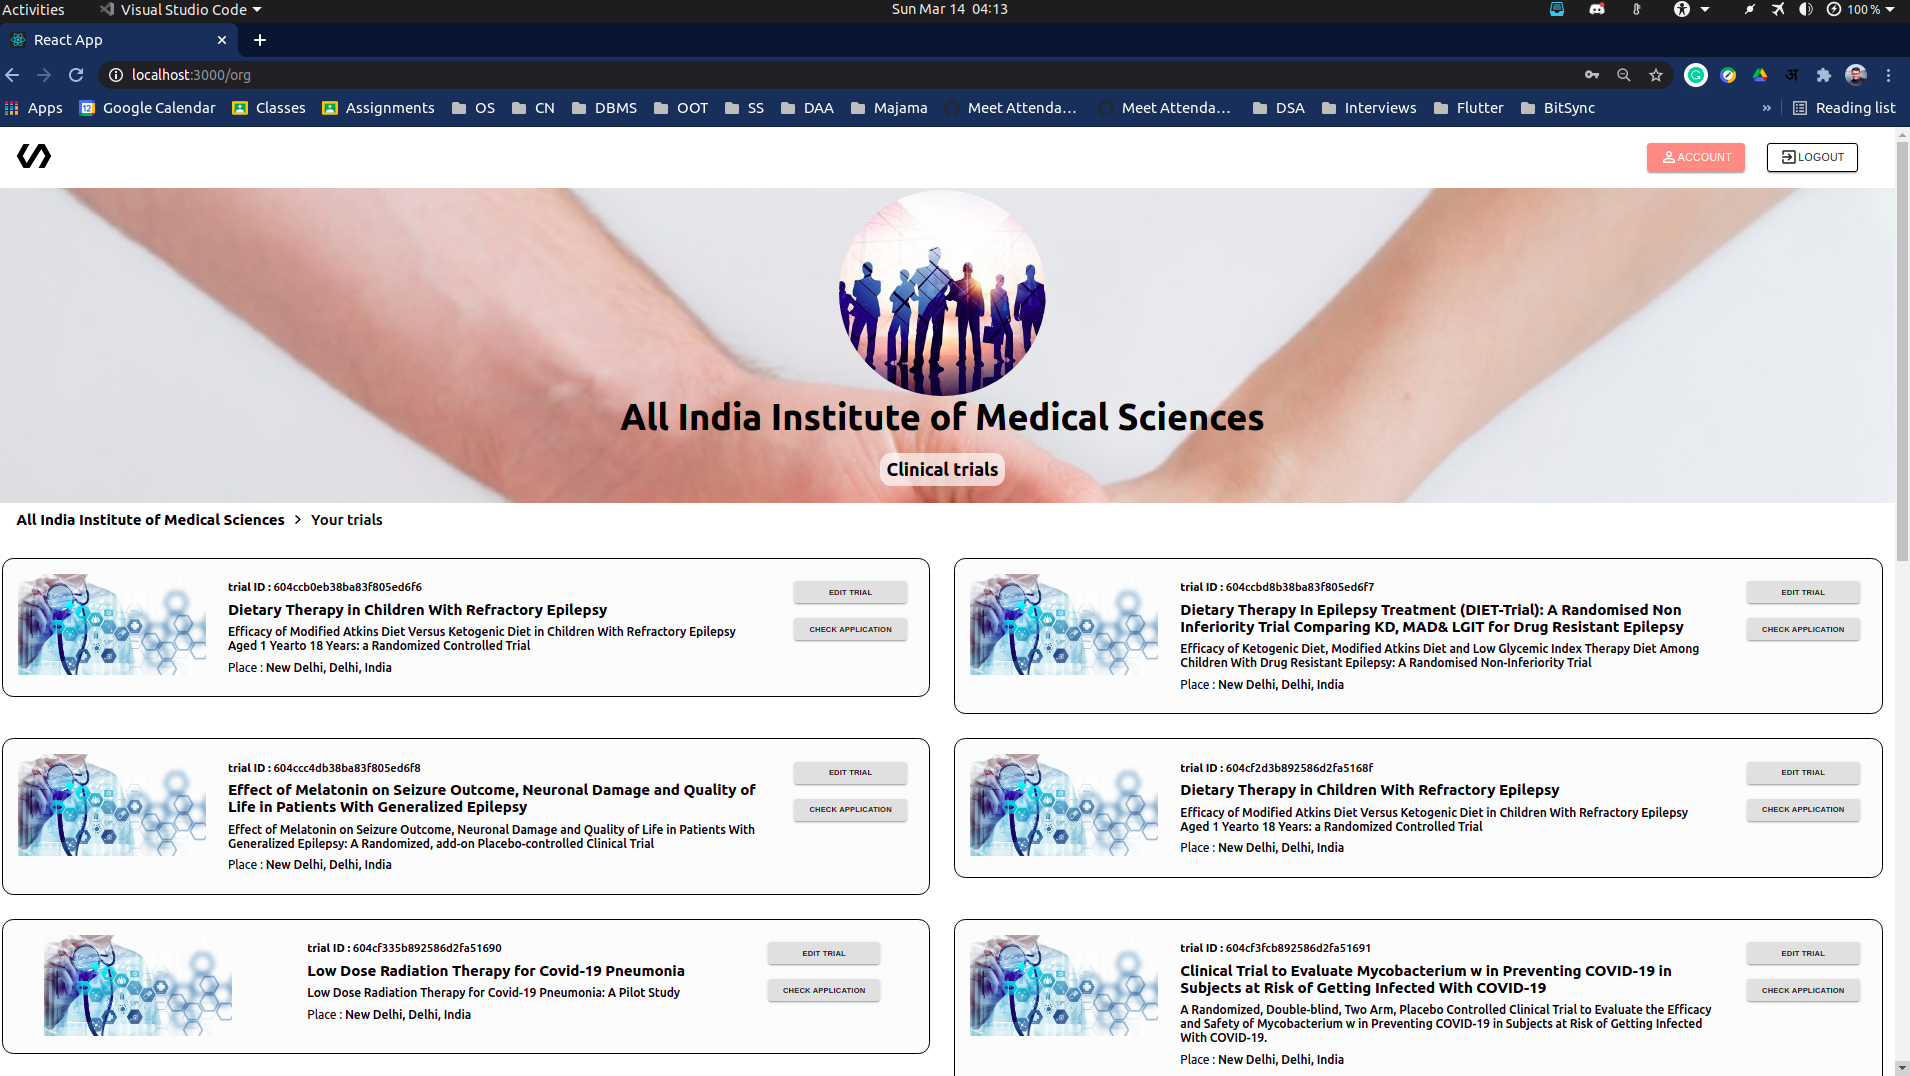 Activities
Visual Studio Code
Sun Mar 14 04:13
100 %
React App
localhost:3000/org
Apps
Google Calendar
Classes
Assignments
OS
CN
DBMS
OOT
SS
DAA
Majama
Meet Attenda...
Meet Attenda...
DSA
Interviews
Flutter
BitSync
»
Reading list
ACCOUNT
LOGOUT
All India Institute of Medical Sciences
Clinical trials
All India Institute of Medical Sciences > Your trials
trial ID : 604ccb0eb38ba83f805ed6f6
Dietary Therapy in Children With Refractory Epilepsy
Efficacy of Modified Atkins Diet Versus Ketogenic Diet in Children With Refractory Epilepsy
Aged 1 Yearto 18 Years: a Randomized Controlled Trial
Place : New Delhi, Delhi, India
EDIT TRIAL
CHECK APPLICATION
trial ID : 604ccbd8b38ba83f805ed6f7
Dietary Therapy In Epilepsy Treatment (DIET-Trial): A Randomised Non
Inferiority Trial Comparing KD, MAD& LGIT for Drug Resistant Epilepsy
Efficacy of Ketogenic Diet, Modified Atkins Diet and Low Glycemic Index Therapy Diet Among
Children With Drug Resistant Epilepsy: A Randomised Non-Inferiority Trial
Place : New Delhi, Delhi, India
EDIT TRIAL
CHECK APPLICATION
trial ID : 604ccc4db38ba83f805ed6f8
Effect of Melatonin on Seizure Outcome, Neuronal Damage and Quality of
Life in Patients With Generalized Epilepsy
Effect of Melatonin on Seizure Outcome, Neuronal Damage and Quality of Life in Patients With
Generalized Epilepsy: A Randomized, add-on Placebo-controlled Clinical Trial
Place : New Delhi, Delhi, India
EDIT TRIAL
CHECK APPLICATION
trial ID : 604cf2d3b892586d2fa5168f
Dietary Therapy in Children With Refractory Epilepsy
Efficacy of Modified Atkins Diet Versus Ketogenic Diet in Children With Refractory Epilepsy
Aged 1 Yearto 18 Years: a Randomized Controlled Trial
Place : New Delhi, Delhi, India
EDIT TRIAL
CHECK APPLICATION
trial ID : 604cf335b892586d2fa51690
Low Dose Radiation Therapy for Covid-19 Pneumonia
Low Dose Radiation Therapy for Covid-19 Pneumonia: A Pilot Study
Place : New Delhi, Delhi, India
EDIT TRIAL
CHECK APPLICATION
trial ID : 604cf3fcb892586d2fa51691
Clinical Trial to Evaluate Mycobacterium w in Preventing COVID-19 in
Subjects at Risk of Getting Infected With COVID-19
A Randomized, Double-blind, Two Arm, Placebo Controlled Clinical Trial to Evaluate the Efficacy
and Safety of Mycobacterium w in Preventing COVID-19 in Subjects at Risk of Getting Infected
With COVID-19.
Place : New Delhi, Delhi, India
EDIT TRIAL
CHECK APPLICATION